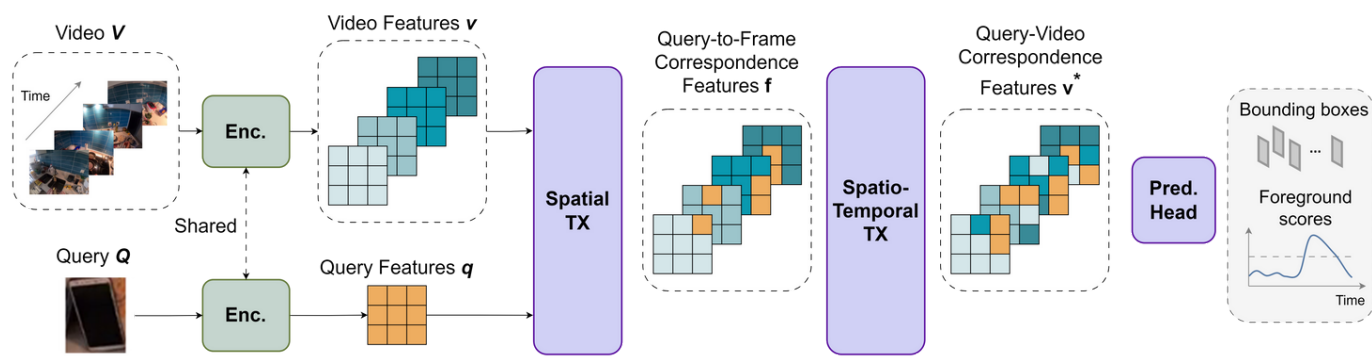 Video V
Time
Enc.
Shared
Query Q
Enc.
Video Features v
Query Features q
Spatial
TX
Query-to-Frame
Correspondence
Features f
Spatio-
Temporal
TX
Query-Video
Correspondence
Features v*
Pred.
Head
Bounding boxes
...
Foreground
scores
Time